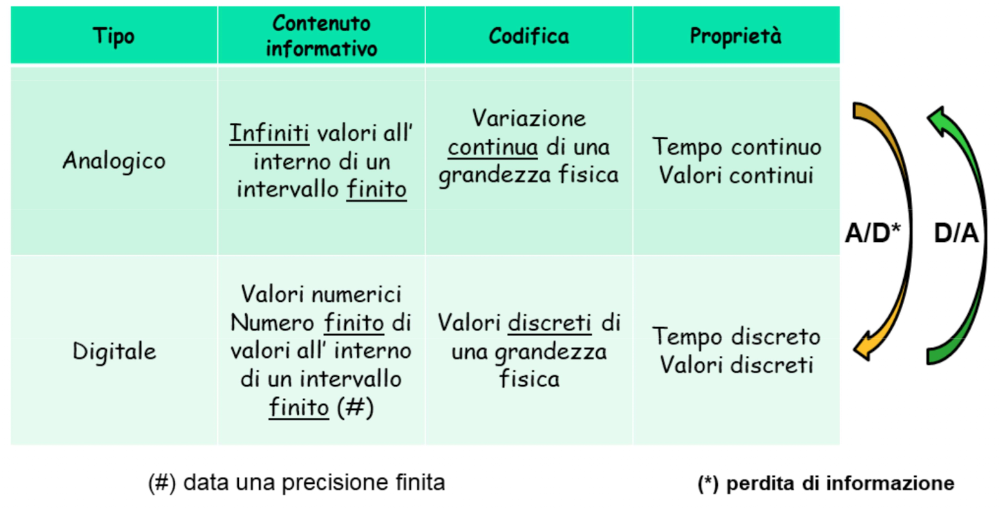 Tipo
Contenuto
informativo
Codifica
Proprietà
Analogico
Infiniti valori all'
interno di un
intervallo finito
Variazione
continua di una
grandezza fisica
Tempo continuo
Valori continui
Digitale
Valori numerici
Numero finito di
valori all' interno
di un intervallo
finito (#)
Valori discreti di
una grandezza
fisica
Tempo discreto
Valori discreti
A/D*
D/A
(#) data una precisione finita
(*) perdita di informazione